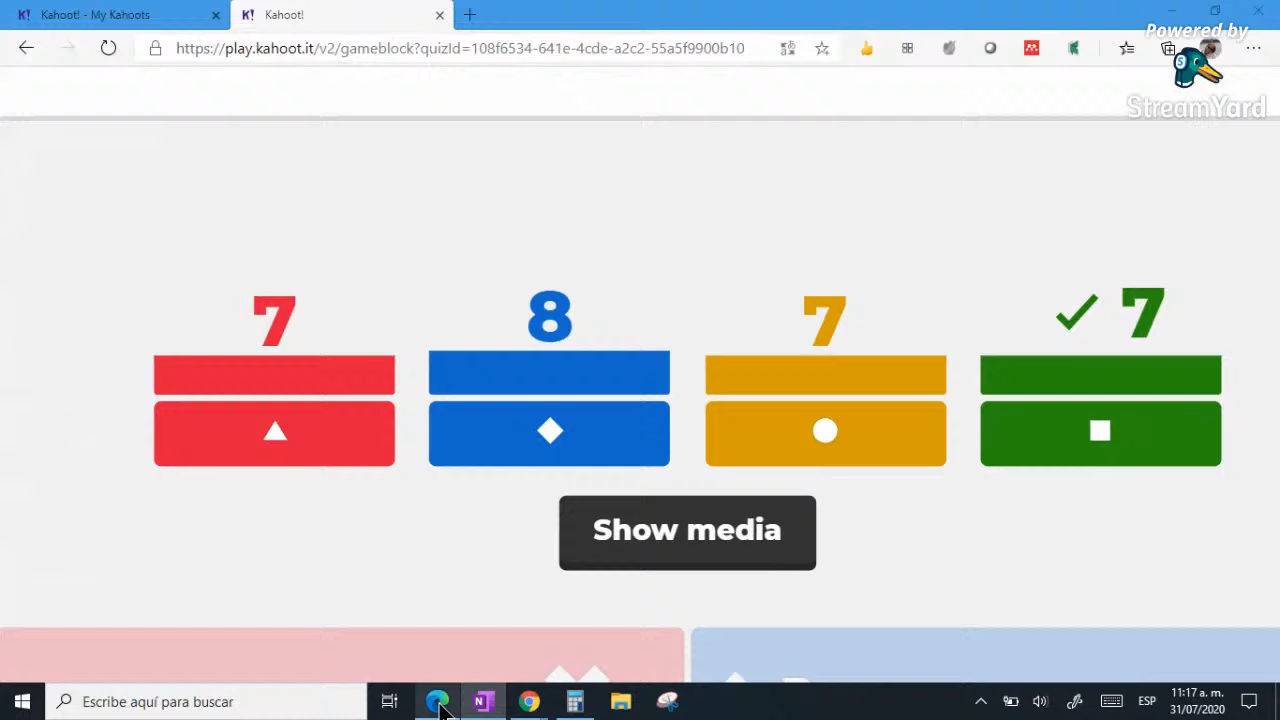 K! Kahoot! - My Kahoots
K! Kahoot!
Powered by
https://play.kahoot.it/v2/gameblock?quizId=108f6534-641e-4cde-a2c2-55a5f9900b10
StreamYard
7
8
7
7
Show media
Escribe aquí para buscar
N
ESP
11:17 a. m.
31/07/2020